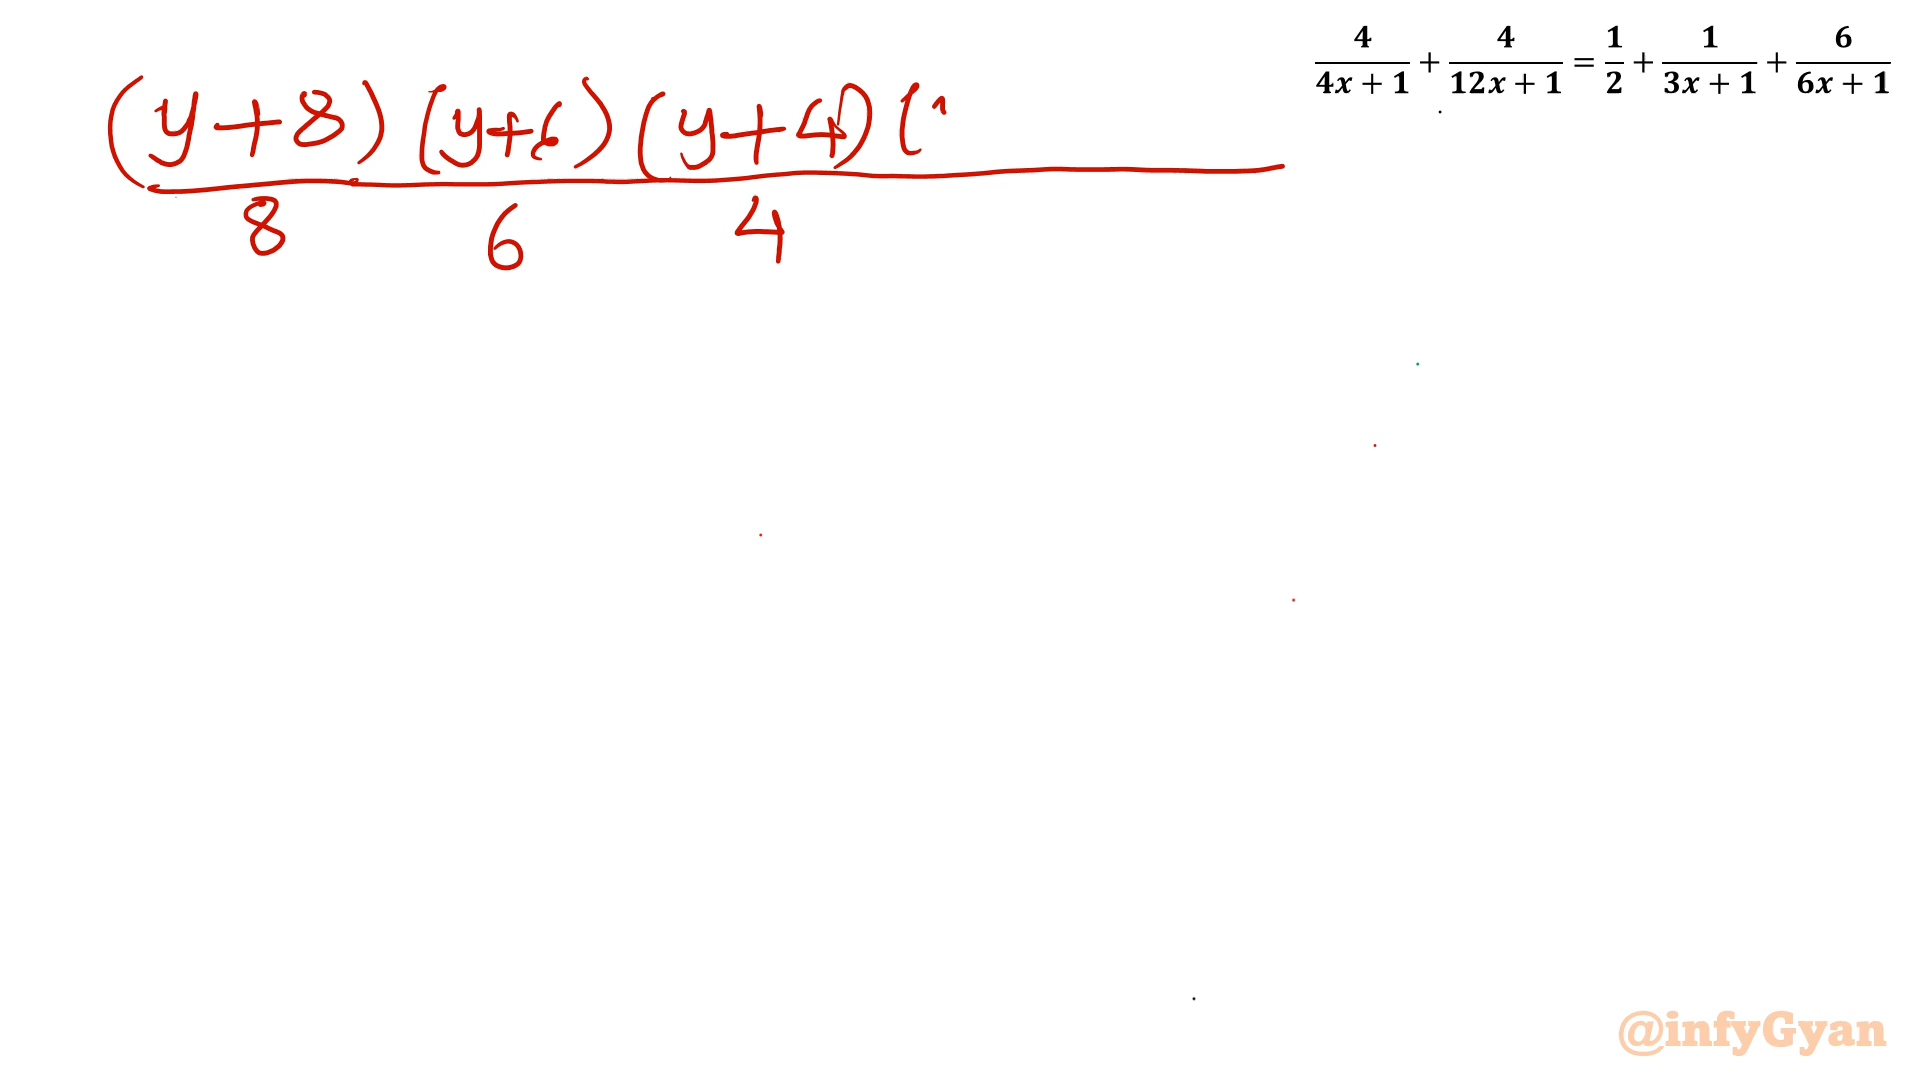 4/(4x + 1) + 4/(12x + 1) = 1/2 + 1/(3x + 1) + 6/(6x + 1)
(y+8) (y+6) (y+4) (
8 6 4
@infyGyan